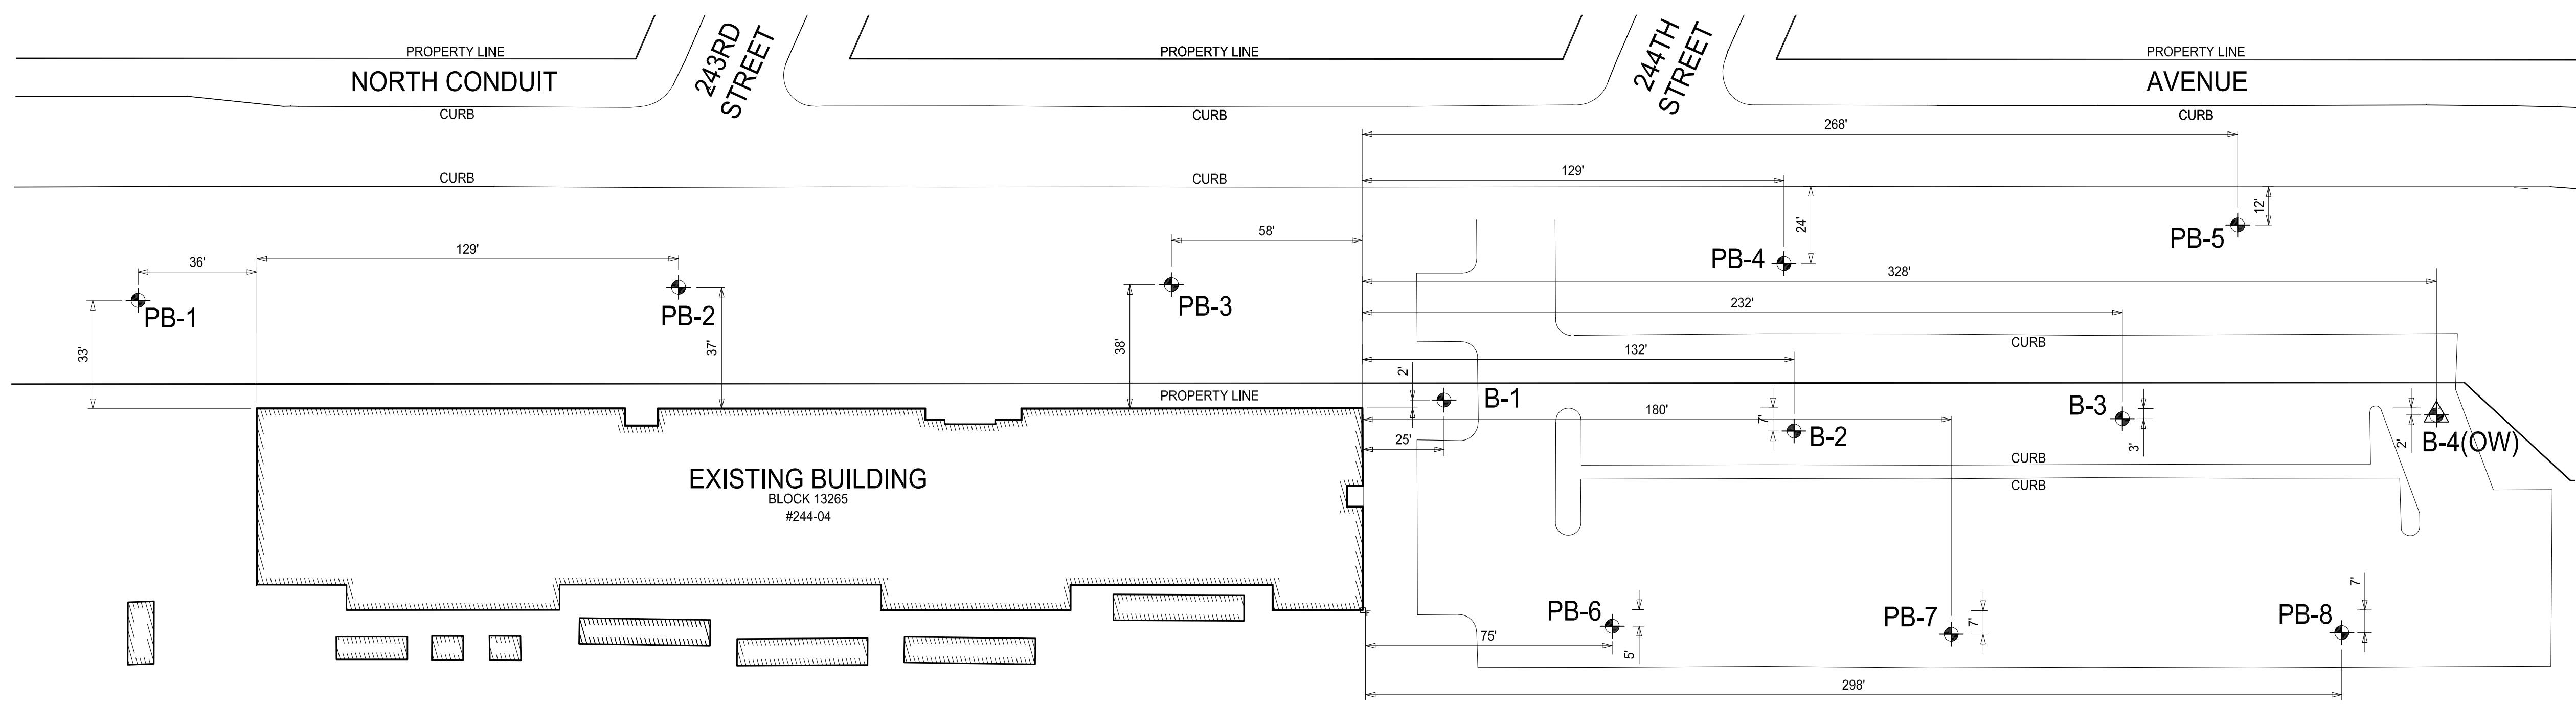 PROPERTY LINE
PROPERTY LINE
PROPERTY LINE
NORTH CONDUIT
243RD
STREET
244TH
STREET
AVENUE
CURB
CURB
CURB
268'
CURB
CURB
129'
24'
12'
PB-5
58'
129'
36'
PB-4
328'
PB-1
PB-2
PB-3
232'
33'
37'
38'
CURB
132'
2'
PROPERTY LINE
B-1
180'
7'
B-2
B-3
3'
2'
B-4(OW)
25'
CURB
CURB
EXISTING BUILDING
BLOCK 13265
#244-04
7'
PB-6
PB-7
7'
PB-8
75'
5'
298'